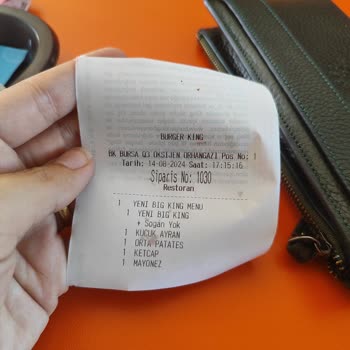 BURGER KING
BK BURSA Q3 OKSIJEN ORHANGAZI Pos No: 1
Tarih: 14-08-2024 Saat: 17:15:16
Sipariş No: 1030
Restoran
1 YENI BIG KING MENU
1 YENI BIG KING
+ Soğan Yok
1 KUCUK AYRAN
1 ORTA PATATES
1 KETCAP
1 MAYONEZ